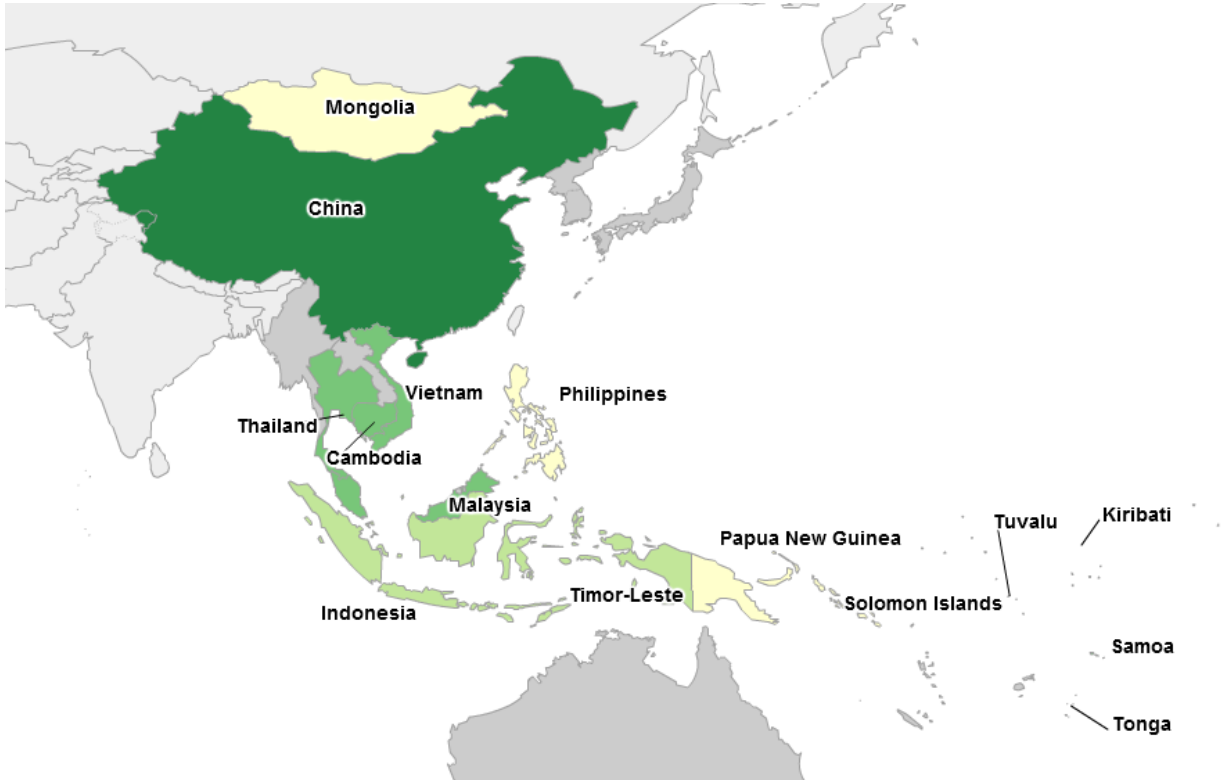 Mongolia
China
Vietnam
Philippines
Thailand
Cambodia
Malaysia
Kiribati
Tuvalu
Papua New Guinea
Timor-Leste
Solomon Islands
Indonesia
Samoa
Tonga